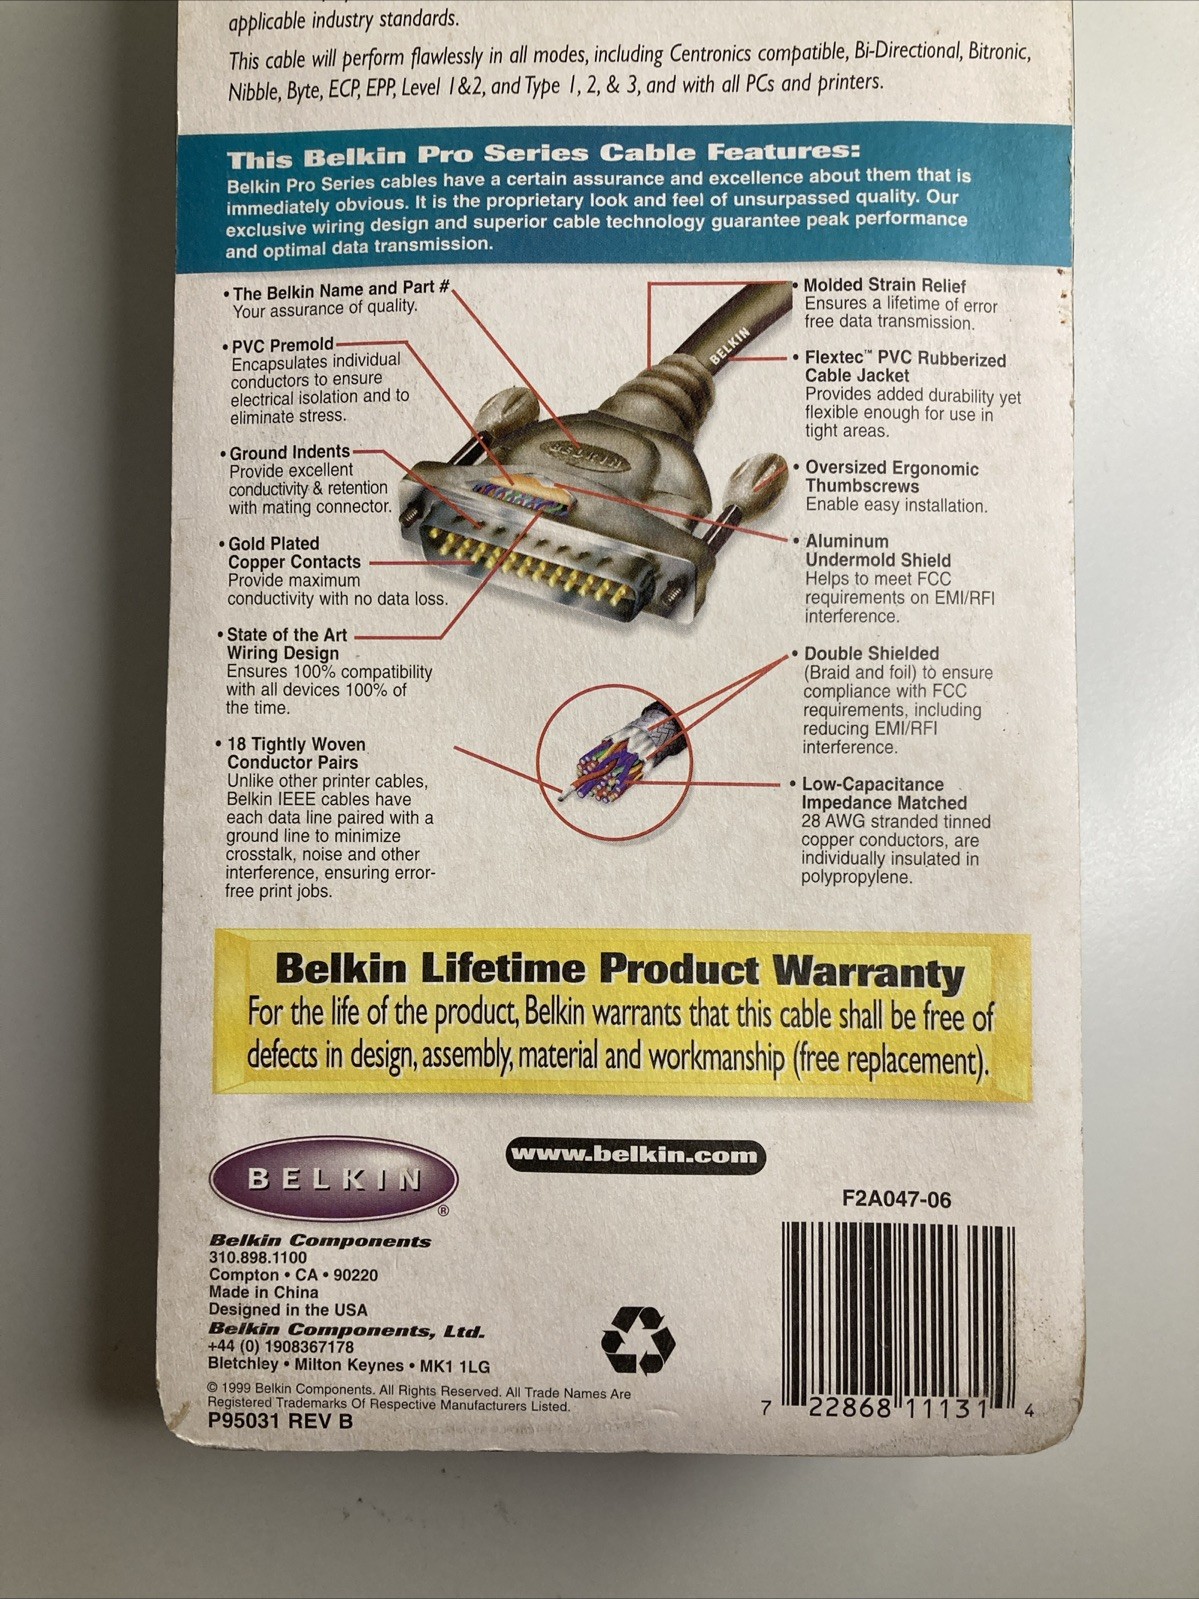 applicable industry standards.
This cable will perform flawlessly in all modes, including Centronics compatible, Bi-Directional, Bitronic,
Nibble, Byte, ECP, EPP, Level 1&2, and Type 1, 2, & 3, and with all PCs and printers.
This Belkin Pro Series Cable Features:
Belkin Pro Series cables have a certain assurance and excellence about them that is
immediately obvious. It is the proprietary look and feel of unsurpassed quality. Our
exclusive wiring design and superior cable technology guarantee peak performance
and optimal data transmission.
• The Belkin Name and Part #
Your assurance of quality.
• PVC Premold
Encapsulates individual
conductors to ensure
electrical isolation and to
eliminate stress.
• Ground Indents
Provide excellent
conductivity & retention
with mating connector.
• Gold Plated
Copper Contacts
Provide maximum
conductivity with no data loss.
• State of the Art
Wiring Design
Ensures 100% compatibility
with all devices 100% of
the time.
• 18 Tightly Woven
Conductor Pairs
Unlike other printer cables,
Belkin IEEE cables have
each data line paired with a
ground line to minimize
crosstalk, noise and other
interference, ensuring error-
free print jobs.
BELKIN
BELKIN
• Molded Strain Relief
Ensures a lifetime of error
free data transmission.
• Flextec™ PVC Rubberized
Cable Jacket
Provides added durability yet
flexible enough for use in
tight areas.
• Oversized Ergonomic
Thumbscrews
Enable easy installation.
• Aluminum
Undermold Shield
Helps to meet FCC
requirements on EMI/RFI
interference.
• Double Shielded
(Braid and foil) to ensure
compliance with FCC
requirements, including
reducing EMI/RFI
interference.
• Low-Capacitance
Impedance Matched
28 AWG stranded tinned
copper conductors, are
individually insulated in
polypropylene.
Belkin Lifetime Product Warranty
For the life of the product, Belkin warrants that this cable shall be free of
defects in design, assembly, material and workmanship (free replacement).
BELKIN®
www.belkin.com
Belkin Components
310.898.1100
Compton • CA • 90220
Made in China
Designed in the USA
Belkin Components, Ltd.
+44 (0) 1908367178
Bletchley • Milton Keynes • MK1 1LG
© 1999 Belkin Components. All Rights Reserved. All Trade Names Are
Registered Trademarks Of Respective Manufacturers Listed.
P95031 REV B
F2A047-06
7 22868 11131 4